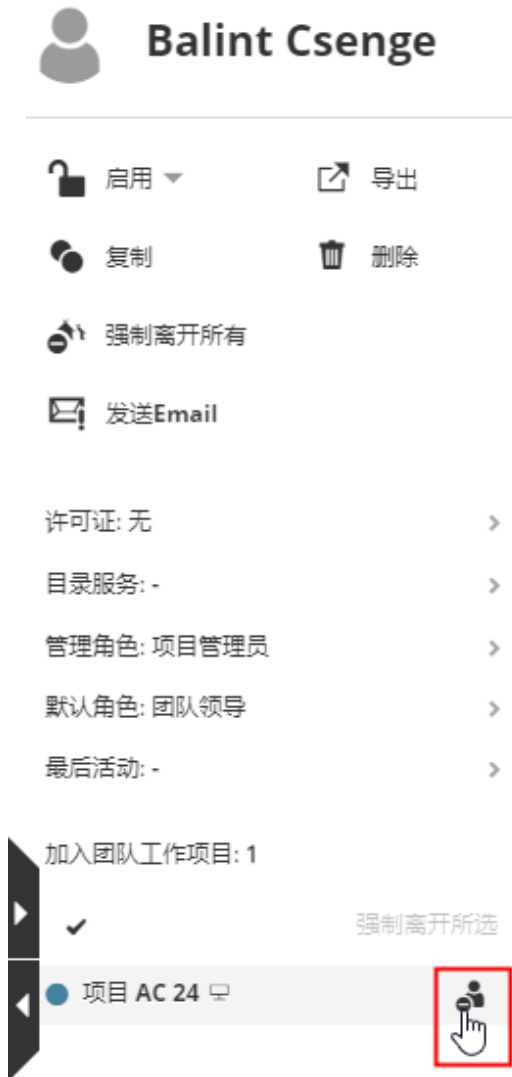 Balint Csenge
启用 导出
复制 删除
强制离开所有
发送Email
许可证: 无
目录服务: -
管理角色: 项目管理员
默认角色: 团队领导
最后活动: -
加入团队工作项目: 1
强制离开所选
项目 AC 24